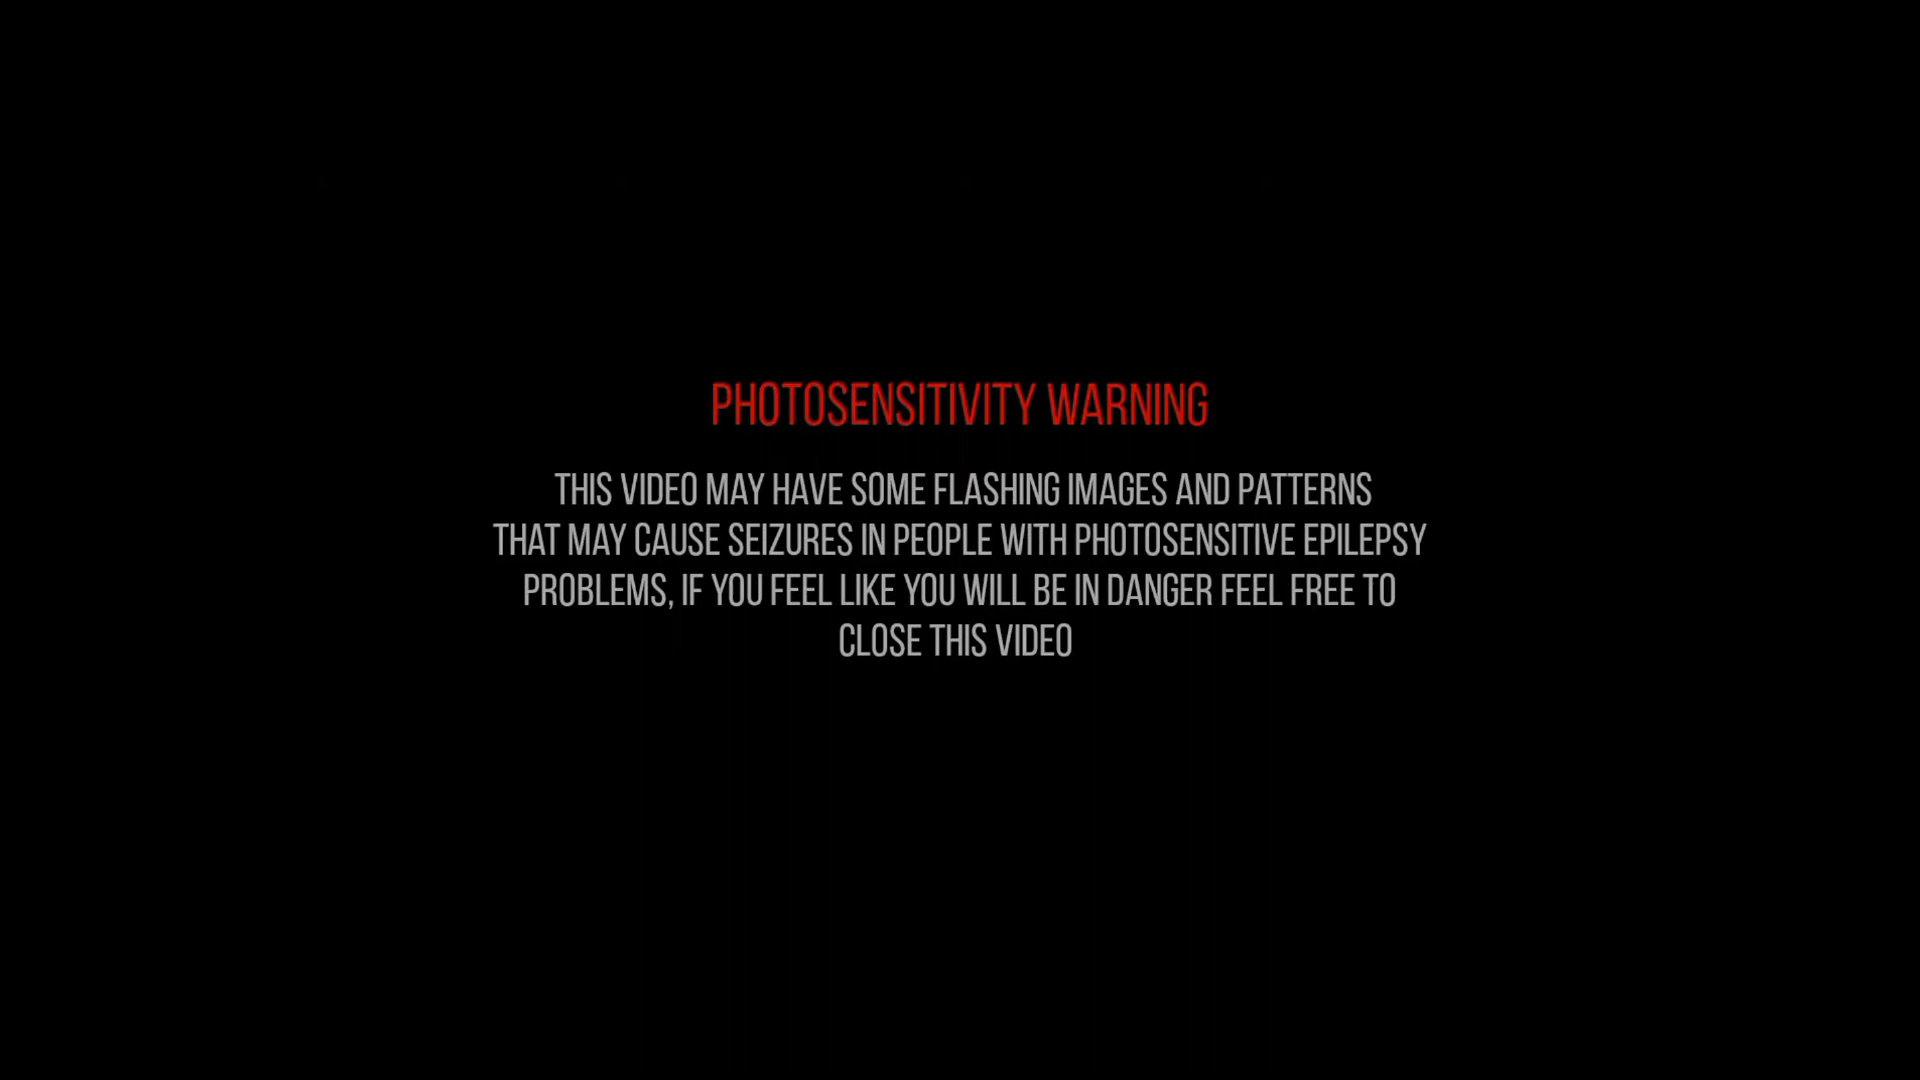 PHOTOSENSITIVITY WARNING
THIS VIDEO MAY HAVE SOME FLASHING IMAGES AND PATTERNS
THAT MAY CAUSE SEIZURES IN PEOPLE WITH PHOTOSENSITIVE EPILEPSY
PROBLEMS, IF YOU FEEL LIKE YOU WILL BE IN DANGER FEEL FREE TO
CLOSE THIS VIDEO